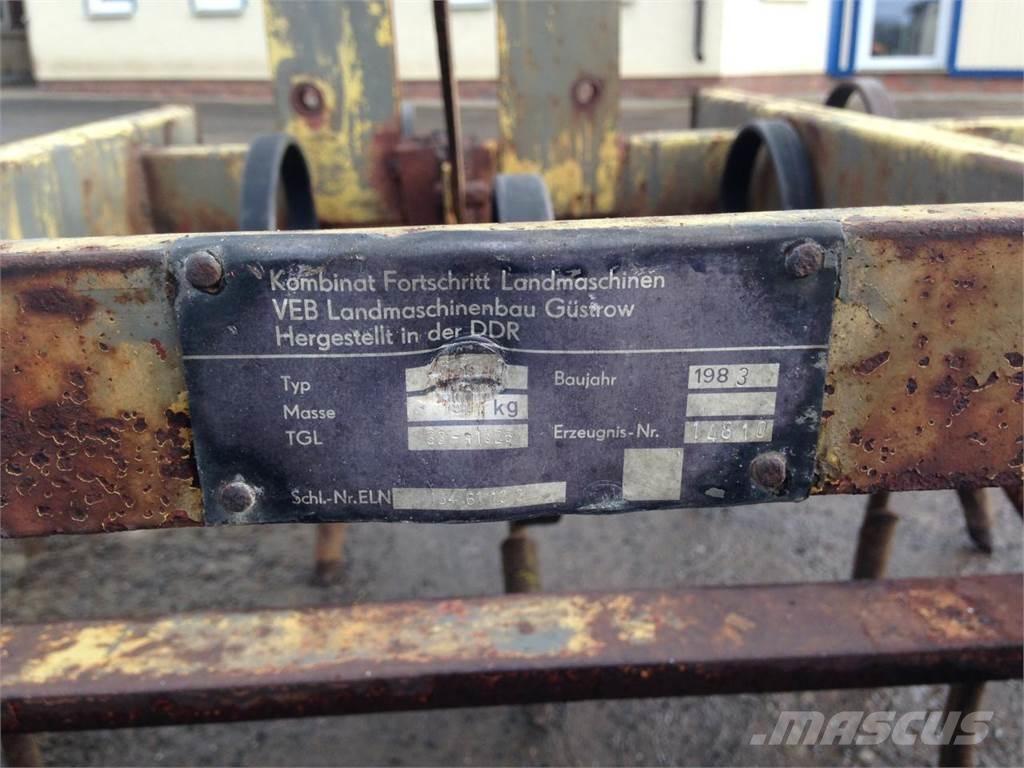 Kombinat Fortschritt Landmaschinen
VEB Landmaschinenbau Güstrow
Hergestellt in der DDR
Typ
Baujahr 1983
Masse kg
TGL
Erzeugnis-Nr. 14610
Schl.-Nr.ELN
MASCUS